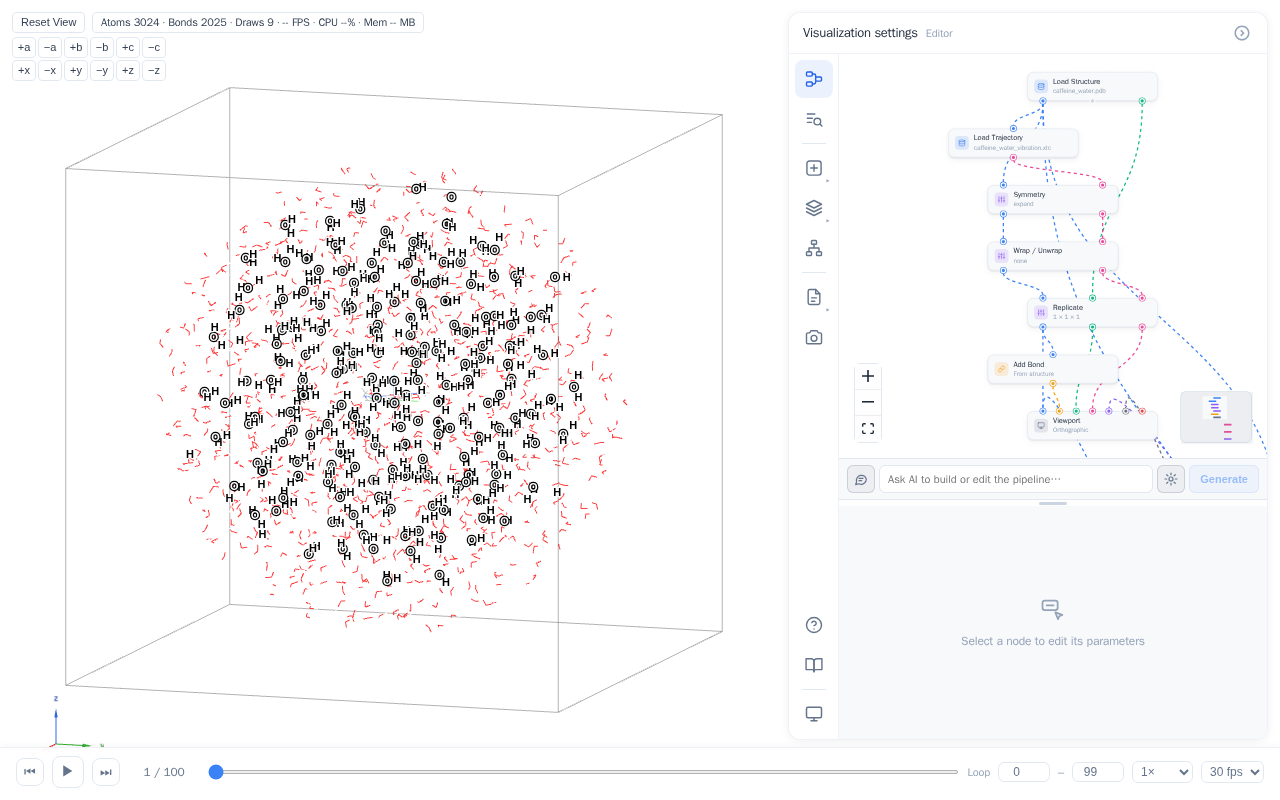 Reset View
Atoms 3024 · Bonds 2025 · Draws 9 · -- FPS · CPU --% · Mem -- MB
+a −a +b −b +c −c
+x −x +y −y +z −z
z
Visualization settings Editor
Load Structure
caffeine_water.pdb
Load Trajectory
caffeine_water_vibration.xtc
Symmetry
expand
Wrap / Unwrap
none
Replicate
1 × 1 × 1
Add Bond
From structure
Viewport
Orthographic
Ask AI to build or edit the pipeline···
Generate
Select a node to edit its parameters
1 / 100
Loop 0 – 99 1× 30 fps